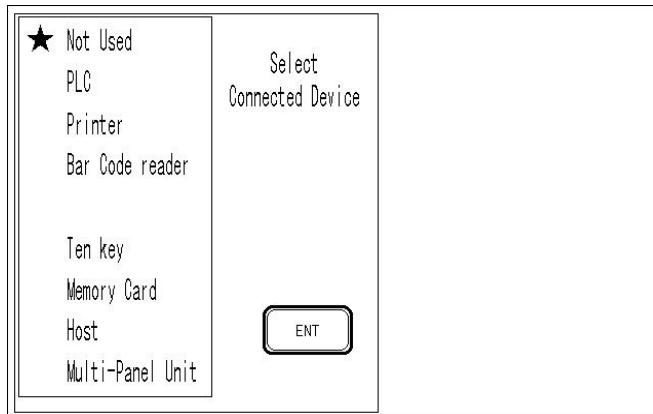 ★ Not Used
PLC
Printer
Bar Code reader
Ten key
Memory Card
Host
Multi-Panel Unit
Select
Connected Device
ENT